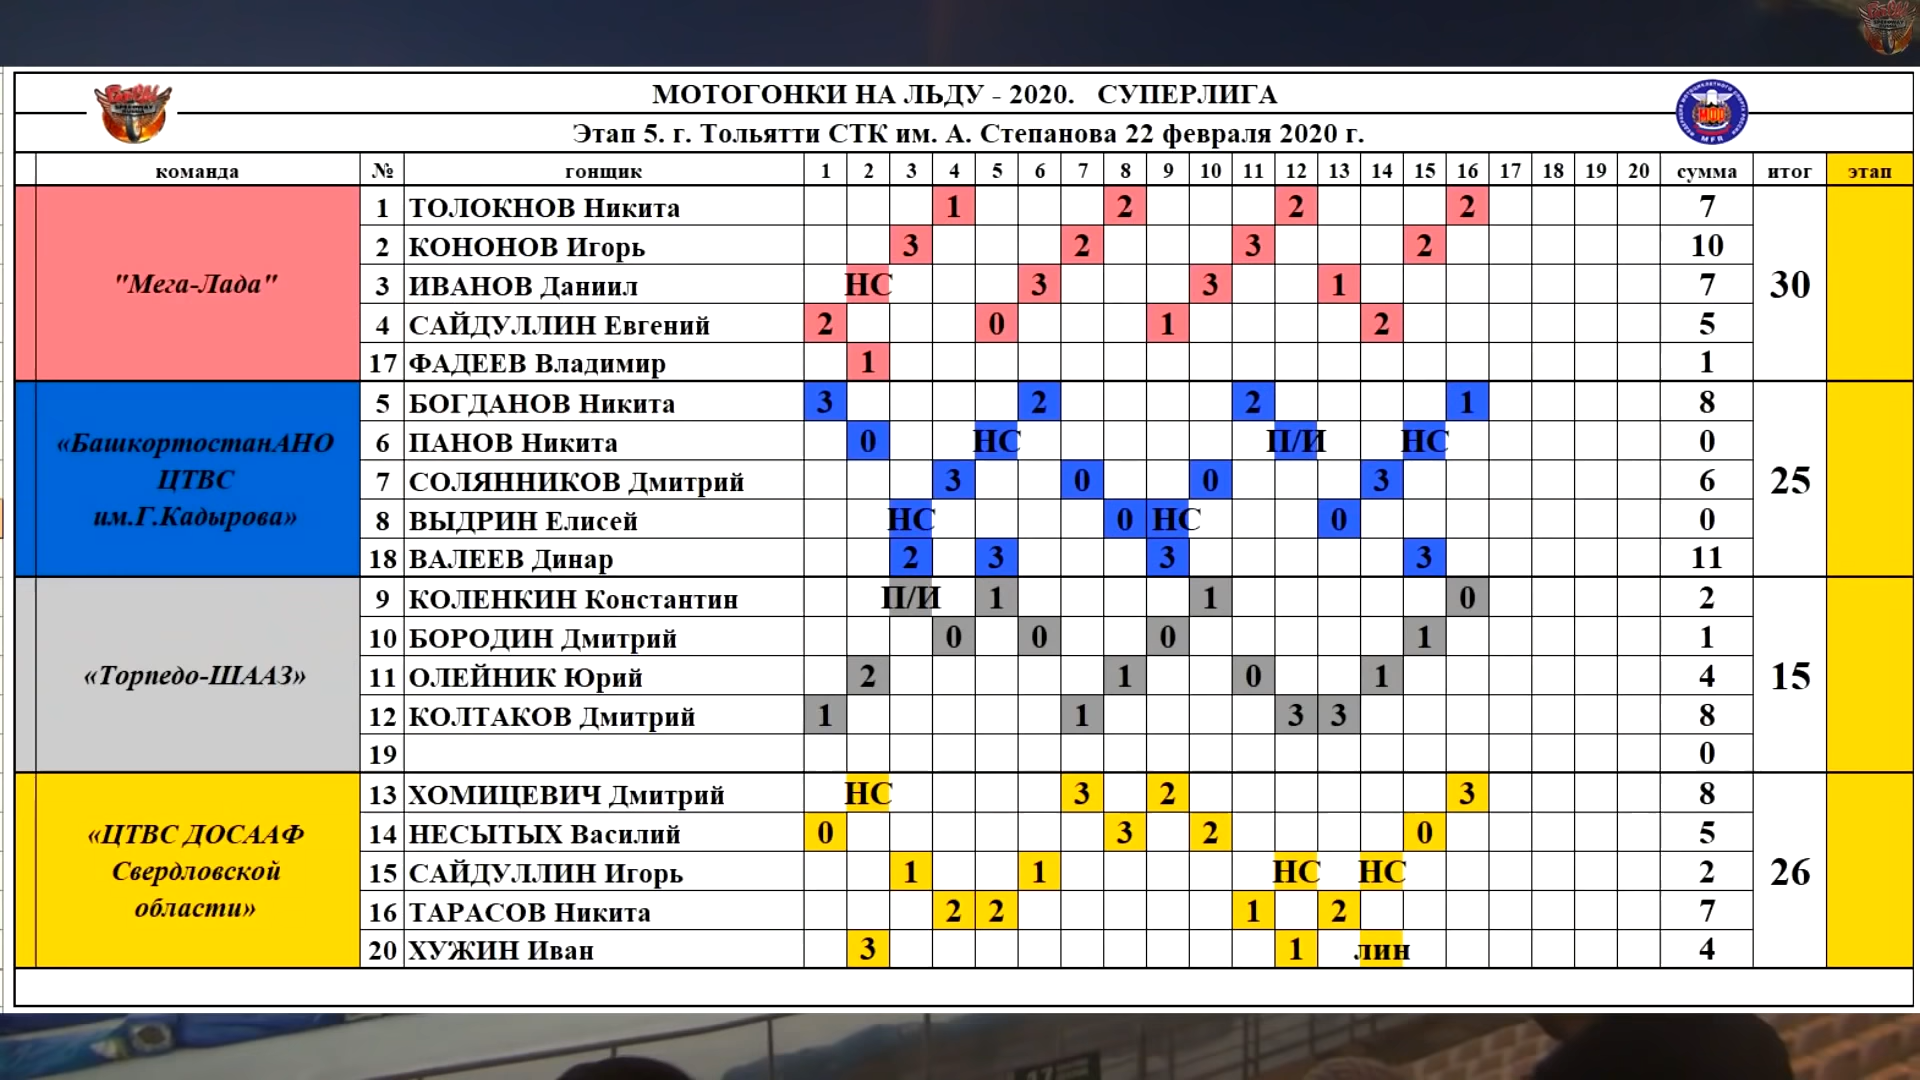 МОТОГОНКИ НА ЛЬДУ - 2020. СУПЕРЛИГА
Этап 5. г. Тольятти СТК им. А. Степанова 22 февраля 2020 г.
команда № гонщик 1 2 3 4 5 6 7 8 9 10 11 12 13 14 15 16 17 18 19 20 сумма итог этап
"Мега-Лада" 30
1 ТОЛОКНОВ Никита 1 2 2 2 7
2 КОНОНОВ Игорь 3 2 3 2 10
3 ИВАНОВ Даниил НС 3 3 1 7
4 САЙДУЛЛИН Евгений 2 0 1 2 5
17 ФАДЕЕВ Владимир 1 1
«БашкортостанАНО
ЦТВС
им.Г.Кадырова» 25
5 БОГДАНОВ Никита 3 2 2 1 8
6 ПАНОВ Никита 0 НС П/И НС 0
7 СОЛЯННИКОВ Дмитрий 3 0 0 3 6
8 ВЫДРИН Елисей НС 0 НС 0 0
18 ВАЛЕЕВ Динар 2 3 3 3 11
«Торпедо-ШААЗ» 15
9 КОЛЕНКИН Константин П/И 1 1 0 2
10 БОРОДИН Дмитрий 0 0 0 1 1
11 ОЛЕЙНИК Юрий 2 1 0 1 4
12 КОЛТАКОВ Дмитрий 1 1 3 3 8
19 0
«ЦТВС ДОСААФ
Свердловской
области» 26
13 ХОМИЦЕВИЧ Дмитрий НС 3 2 3 8
14 НЕСЫТЫХ Василий 0 3 2 0 5
15 САЙДУЛЛИН Игорь 1 1 НС НС 2
16 ТАРАСОВ Никита 2 2 1 2 7
20 ХУЖИН Иван 3 1 лин 4